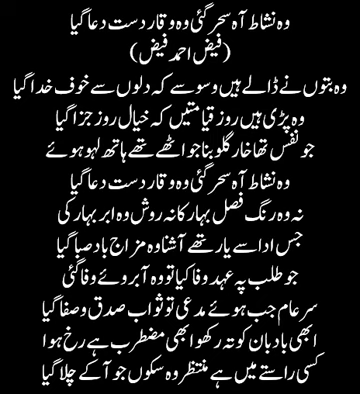 وہ نشاط آہ سحر گئی وہ وقار دست دعا گیا
(فیض احمد فیض)
وہ بتوں نے ڈالے ہیں وسوسے کہ دلوں سے خوف خدا گیا
وہ پڑی ہیں روز قیامتیں کہ خیال روز جزا گیا
جو نفس تھا خار گلو بنا جو اٹھے تھے ہاتھ لہو ہوئے
وہ نشاط آہ سحر گئی وہ وقار دست دعا گیا
نہ وہ رنگ فصل بہار کا نہ روش وہ ابر بہار کی
جس ادا سے یار تھے آشنا وہ مزاج باد صبا گیا
جو طلب پہ عہد وفا کیا تو وہ آبروئے وفا گئی
سر عام جب ہوئے مدعی تو ثواب صدق و صفا گیا
ابھی بادبان کو تہ رکھو ابھی مضطرب ہے رخ ہوا
کسی راستے میں ہے منتظر وہ سکوں جو آ کے چلا گیا